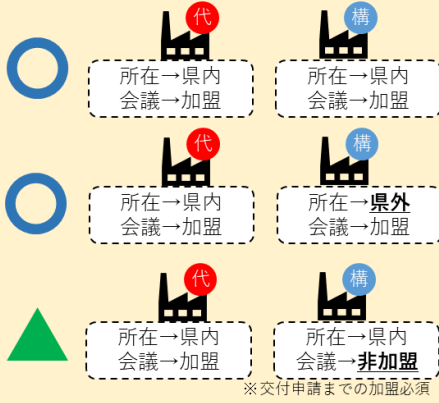 代 構
所在→県内 所在→県内
会議→加盟 会議→加盟
代 構
所在→県内 所在→県外
会議→加盟 会議→加盟
代 構
所在→県内 所在→県内
会議→加盟 会議→非加盟
※交付申請までの加盟必須